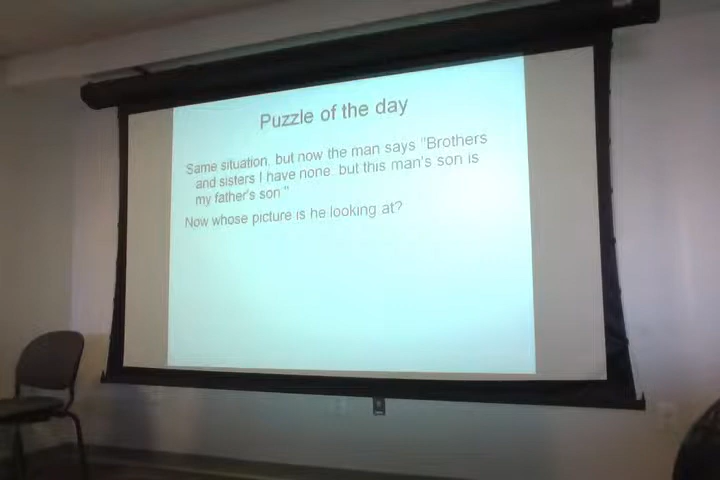 Puzzle of the day
Same situation, but now the man says "Brothers
and sisters I have none, but this man's son is
my father's son."
Now whose picture is he looking at?